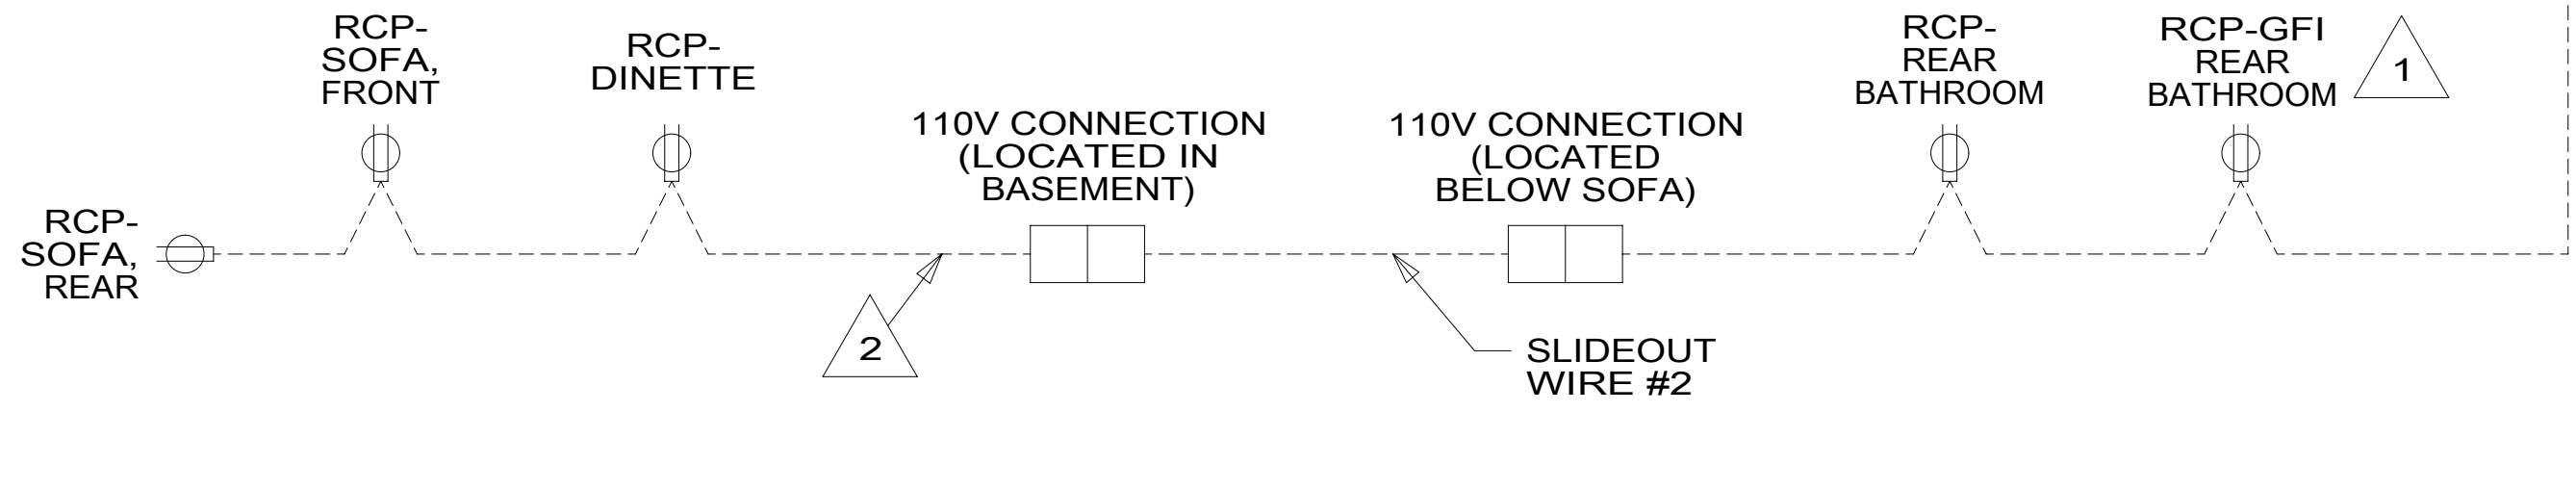 RCP-
SOFA,
FRONT
RCP-
DINETTE
110V CONNECTION
(LOCATED IN
BASEMENT)
110V CONNECTION
(LOCATED
BELOW SOFA)
RCP-
REAR
BATHROOM
RCP-GFI
REAR
BATHROOM
1
RCP-
SOFA,
REAR
2
SLIDEOUT
WIRE #2